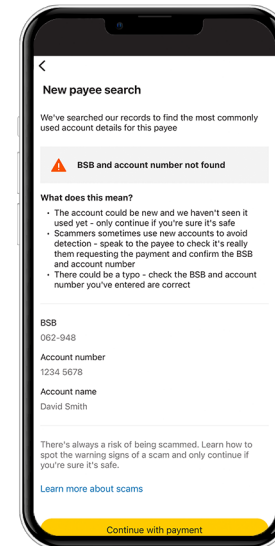 New payee search
We've searched our records to find the most commonly
used account details for this payee
BSB and account number not found
What does this mean?
• The account could be new and we haven't seen it
used yet - only continue if you're sure it's safe
• Scammers sometimes use new accounts to avoid
detection - speak to the payee to check it's really
them requesting the payment and confirm the BSB
and account number
• There could be a typo - check the BSB and account
number you've entered are correct
BSB
062-948
Account number
1234 5678
Account name
David Smith
There's always a risk of being scammed. Learn how to
spot the warning signs of a scam and only continue if
you're sure it's safe.
Learn more about scams
Continue with payment